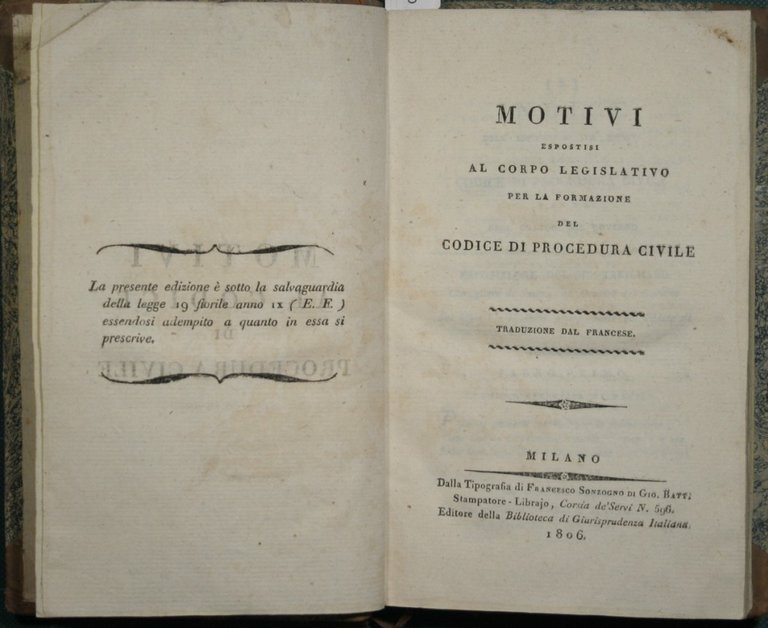 La presente edizione è sotto la salvaguardia
della legge 19 fiorile anno IX ( E. F. )
essendosi adempito a quanto in essa si
prescrive.
MOTIVI
ESPOSTISI
AL CORPO LEGISLATIVO
PER LA FORMAZIONE
DEL
CODICE DI PROCEDURA CIVILE
TRADUZIONE DAL FRANCESE.
MILANO
Dalla Tipografia di FRANCESCO SONZOGNO DI GIO. BATT.
Stampatore-Librajo, Corsia de' Servi N. 596.
Editore della Biblioteca di Giurisprudenza Italiana.
1806.